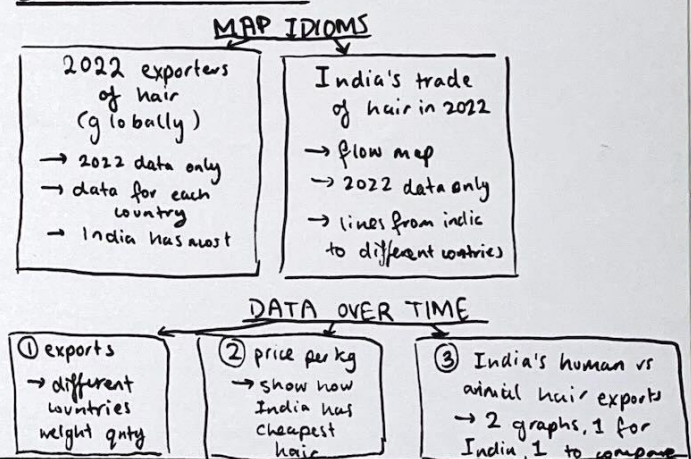 MAP IDIOMS
2022 exporters
of hair
(globally)
→ 2022 data only
→ data for each
country
→ India has most
India's trade
of hair in 2022
→ flow map
→ 2022 data only
→ lines from india
to different contries
DATA OVER TIME
① exports
→ different
countries
weight qnty
② price per kg
→ show how
India has
cheapest
hair
③ India's human vs
animal hair exports
→ 2 graphs, 1 for
India, 1 to compare